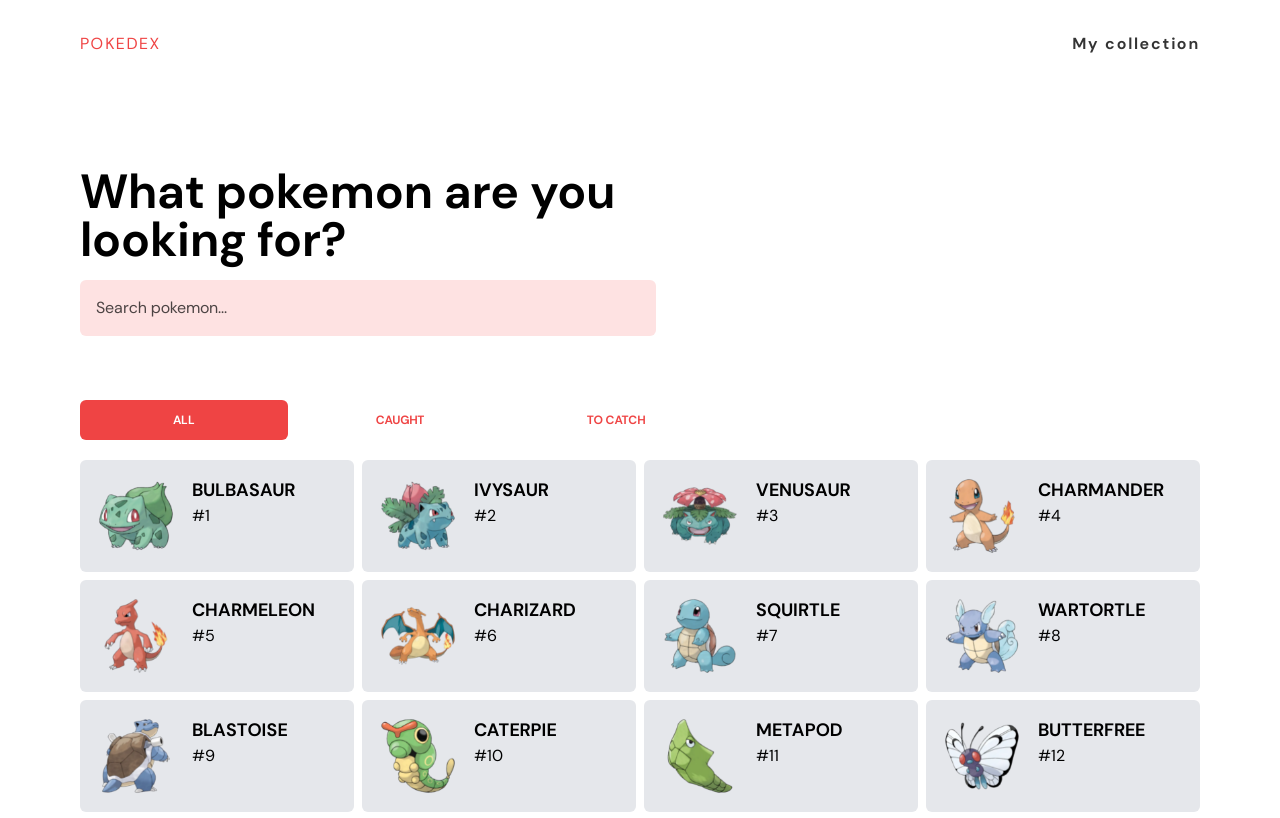 POKEDEX
My collection
What pokemon are you
looking for?
Search pokemon...
ALL
CAUGHT
TO CATCH
BULBASAUR
#1
IVYSAUR
#2
VENUSAUR
#3
CHARMANDER
#4
CHARMELEON
#5
CHARIZARD
#6
SQUIRTLE
#7
WARTORTLE
#8
BLASTOISE
#9
CATERPIE
#10
METAPOD
#11
BUTTERFREE
#12